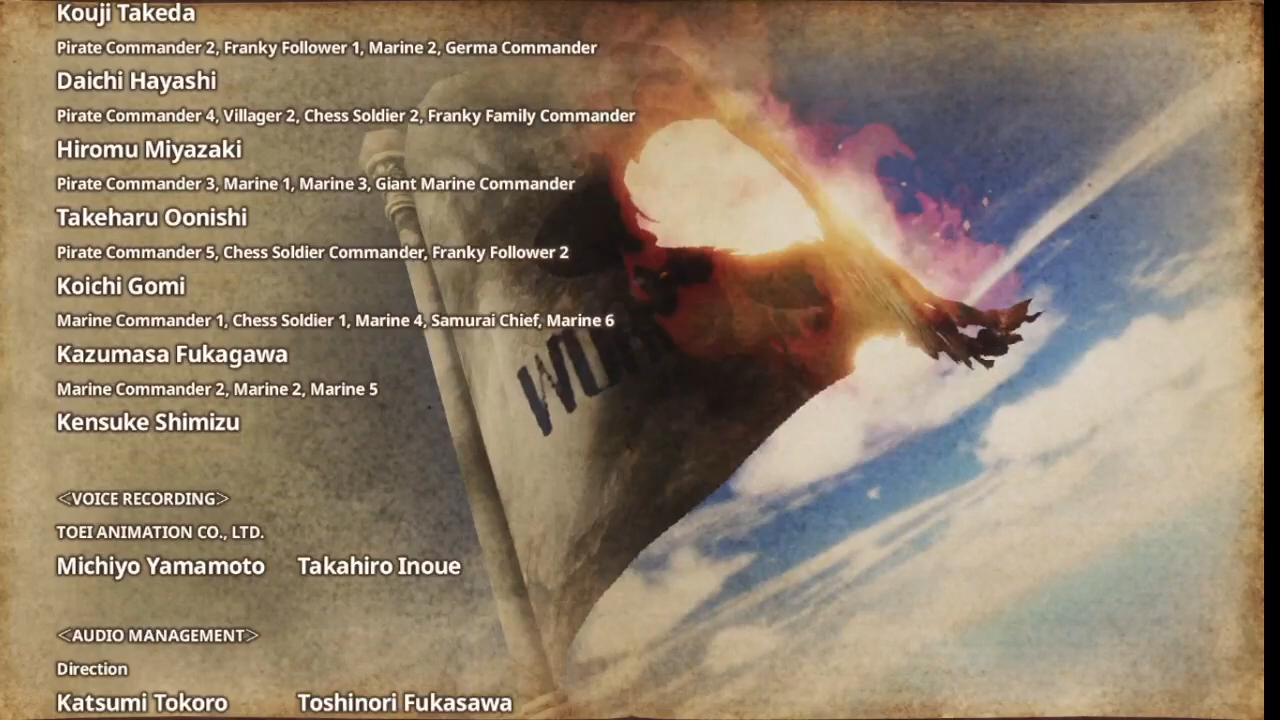 Kouji Takeda
Pirate Commander 2, Franky Follower 1, Marine 2, Germa Commander
Daichi Hayashi
Pirate Commander 4, Villager 2, Chess Soldier 2, Franky Family Commander
Hiromu Miyazaki
Pirate Commander 3, Marine 1, Marine 3, Giant Marine Commander
Takeharu Oonishi
Pirate Commander 5, Chess Soldier Commander, Franky Follower 2
Koichi Gomi
Marine Commander 1, Chess Soldier 1, Marine 4, Samurai Chief, Marine 6
Kazumasa Fukagawa
Marine Commander 2, Marine 2, Marine 5
Kensuke Shimizu
<VOICE RECORDING>
TOEI ANIMATION CO., LTD.
Michiyo Yamamoto Takahiro Inoue
<AUDIO MANAGEMENT>
Direction
Katsumi Tokoro Toshinori Fukasawa